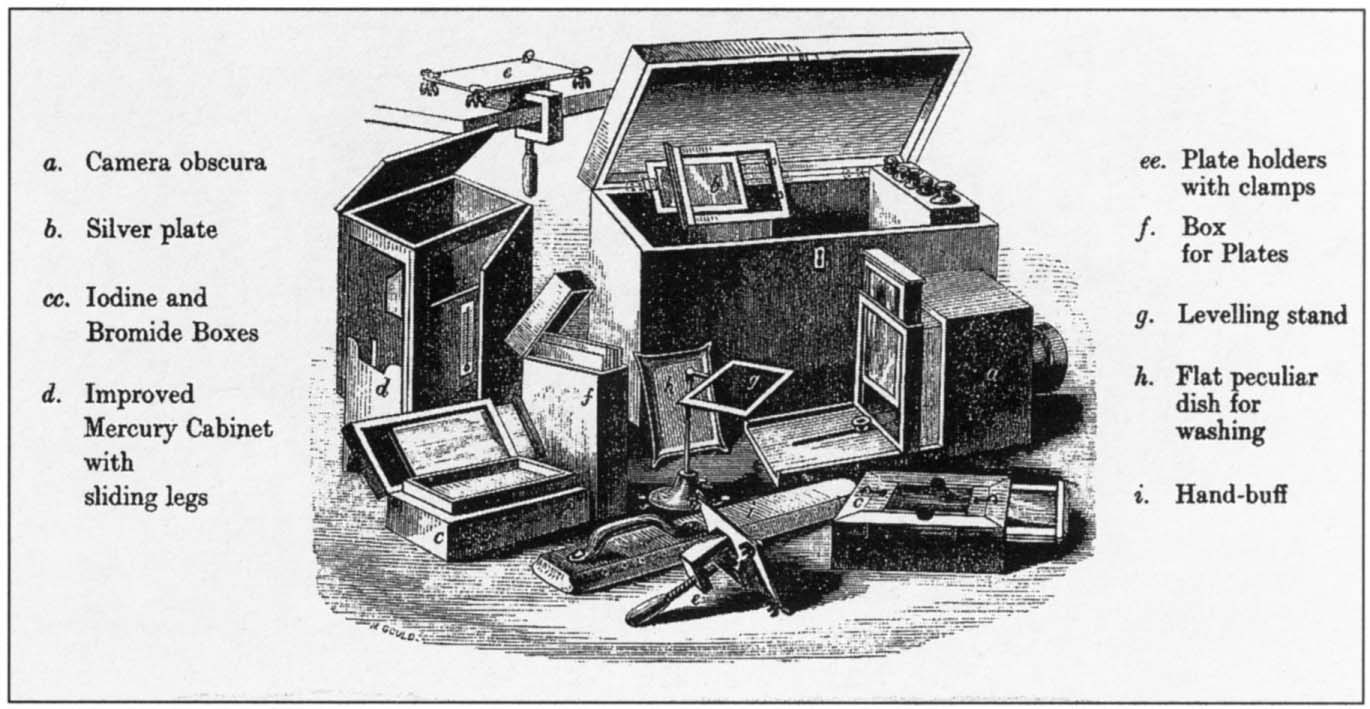 a. Camera obscura
b. Silver plate
cc. Iodine and
Bromide Boxes
d. Improved
Mercury Cabinet
with
sliding legs
e
b
d
f
h
g
a
c
c
i
e
J. GOULD.
ee. Plate holders
with clamps
f. Box
for Plates
g. Levelling stand
h. Flat peculiar
dish for
washing
i. Hand-buff